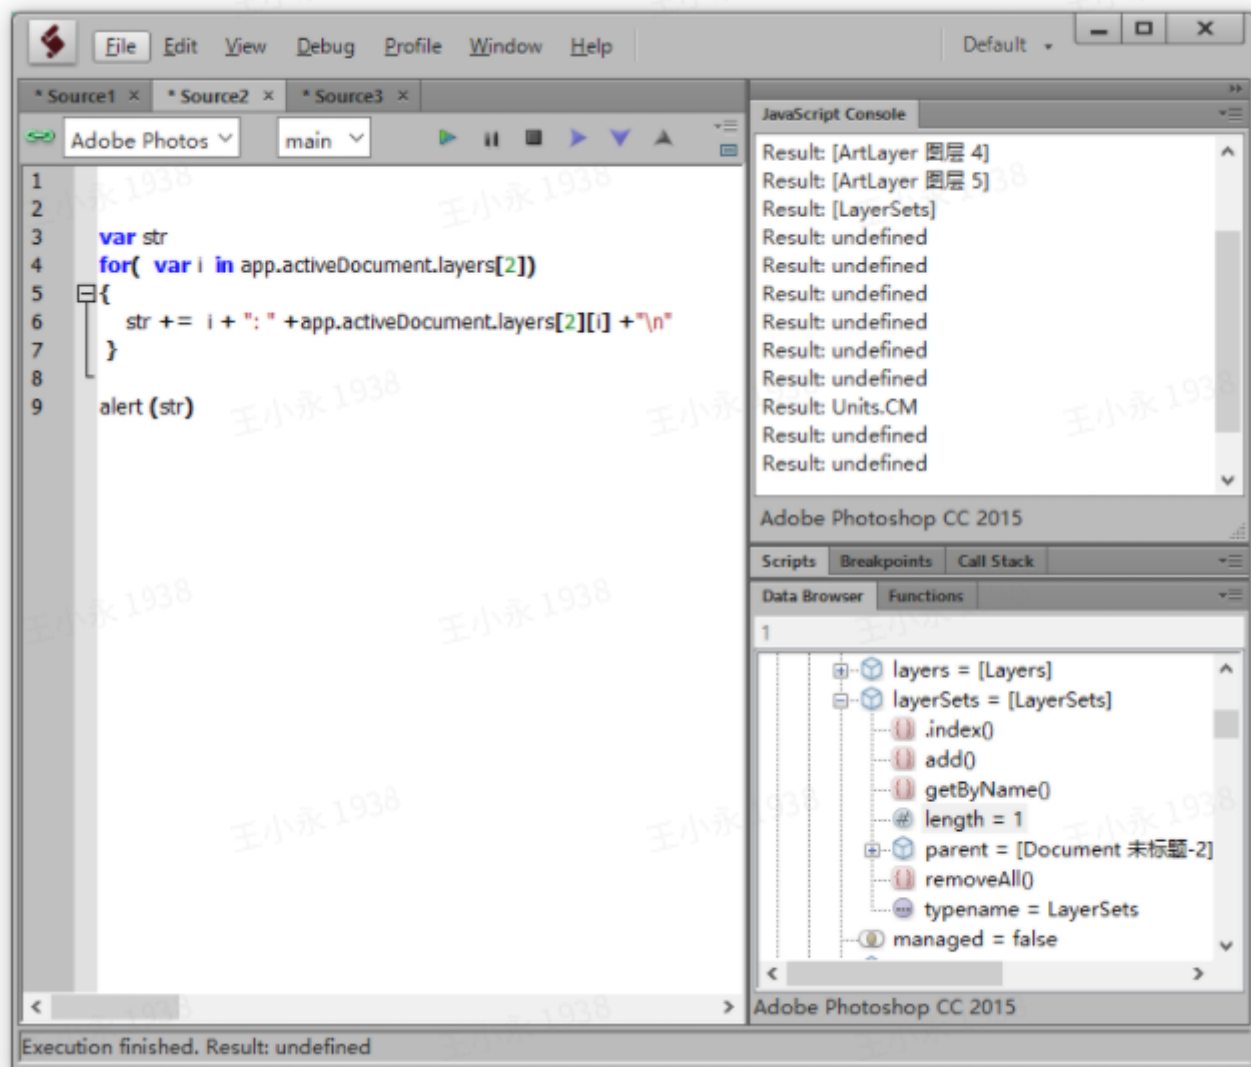 File Edit View Debug Profile Window Help Default
* Source1 × * Source2 × * Source3 ×
Adobe Photos main
1
2
3 var str
4 for( var i in app.activeDocument.layers[2])
5 {
6 str += i + ": " +app.activeDocument.layers[2][i] +"\n"
7 }
8
9 alert (str)
Execution finished. Result: undefined
JavaScript Console
Result: [ArtLayer 图层 4]
Result: [ArtLayer 图层 5]
Result: [LayerSets]
Result: undefined
Result: undefined
Result: undefined
Result: undefined
Result: undefined
Result: undefined
Result: Units.CM
Result: undefined
Result: undefined
Adobe Photoshop CC 2015
Scripts Breakpoints Call Stack
Data Browser Functions
1
layers = [Layers]
layerSets = [LayerSets]
.index()
add()
getByName()
length = 1
parent = [Document 未标题-2]
removeAll()
typename = LayerSets
managed = false
Adobe Photoshop CC 2015
王小永 1938